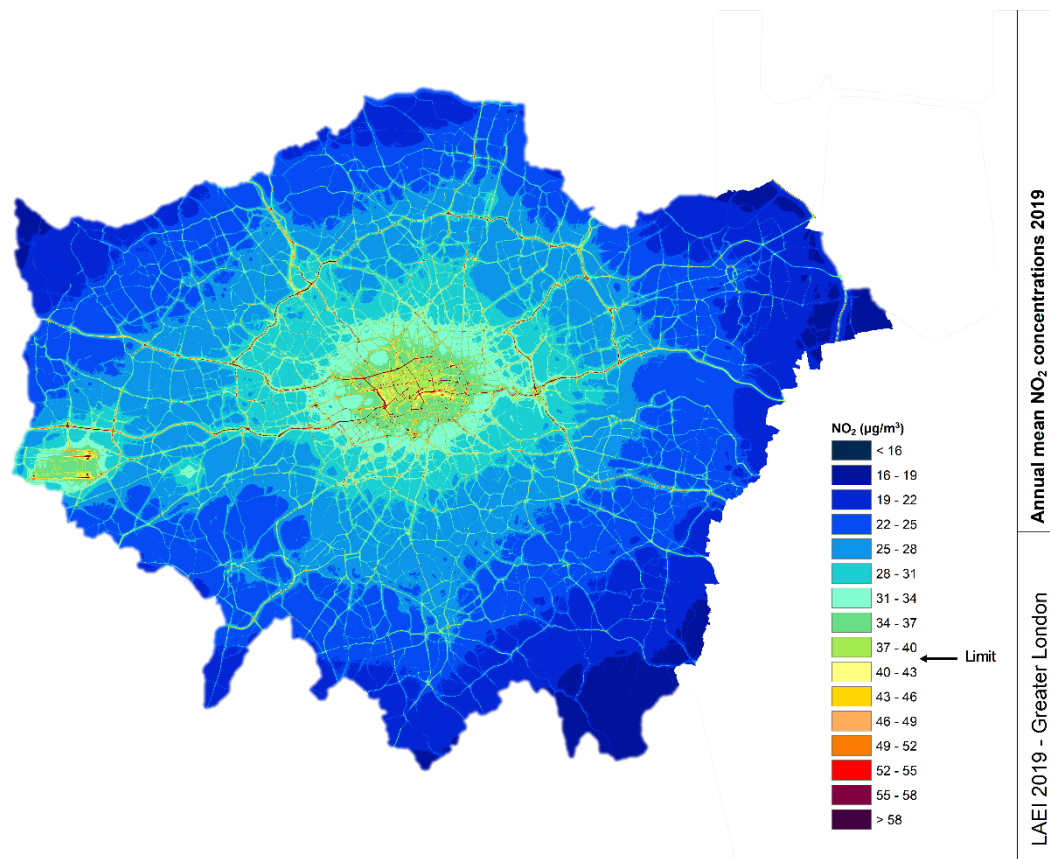 NO₂ (µg/m³)
< 16
16 - 19
19 - 22
22 - 25
25 - 28
28 - 31
31 - 34
34 - 37
37 - 40
Limit
40 - 43
43 - 46
46 - 49
49 - 52
52 - 55
55 - 58
> 58
Annual mean NO₂ concentrations 2019
LAEI 2019 - Greater London